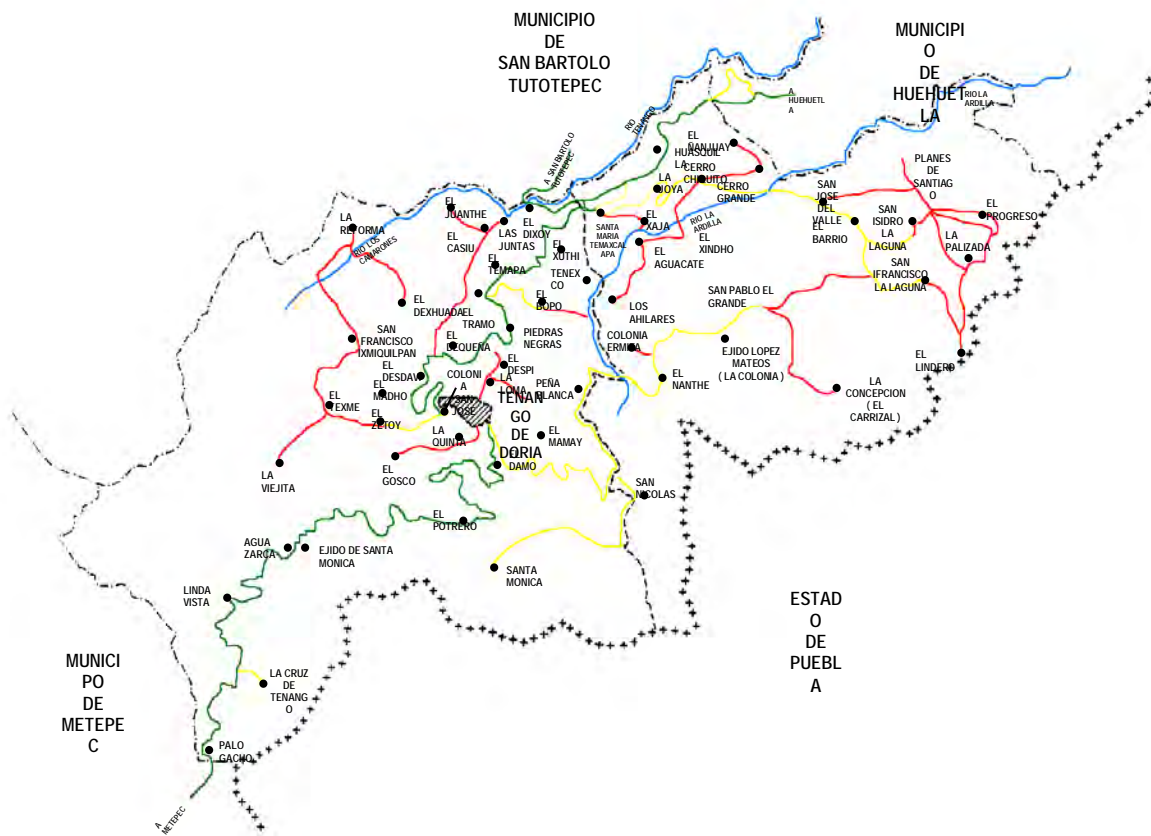 MUNICIPIO
DE
SAN BARTOLO
TUTOTEPEC
MUNICIPI
O DE
HUEHUET
LA
A
HUEHUETL
A
RIO LA
ARDILLA
RIO
TENANGO
A SAN BARTOLO
TUTOTEPEC
EL
ÑANJUAY
HUASQUIL
LA
CERRO
CHIQUITO
LA
JOYA
CERRO
GRANDE
PLANES
DE
SANTIAG
O
SAN
JOSE
DEL
VALLE
EL
BARRIO
SAN
ISIDRO
LA
LAGUNA
EL
PROGRESO
LA
PALIZADA
SAN
IFRANCISCO
LA LAGUNA
LA
REFORMA
RIO LOS
CAMARONES
EL
JUANTHE
EL
CASIU
LAS
JUNTAS
EL
DIXOY
SANTA
MARIA
TEMAXCAL
APA
EL
XAJA
RIO LA
ARDILLA
EL
XINDHO
EL
AGUACATE
EL
XUTHI
EL
TEMAPA
TENEX
CO
EL
DEXHUADA
EL
TRAMO
EL
BOPO
LOS
AHILARES
SAN PABLO EL
GRANDE
SAN
FRANCISCO
IXMIQUILPAN
EL
DEQUEÑA
PIEDRAS
NEGRAS
COLONIA
ERMITA
EJIDO LOPEZ
MATEOS
( LA COLONIA )
EL
LINDERO
EL
DESDAVI
COLONI
A
SAN
JOSE
EL
DESPI
LA
LOMA
PEÑA
BLANCA
EL
NANTHE
LA
CONCEPCION
( EL
CARRIZAL)
EL
MADHO
EL
TEXME
EL
ZETOY
TENAN
GO
DE
DORIA
LA
QUINTA
EL
MAMAY
EL
DAMO
LA
VIEJITA
EL
GOSCO
SAN
NICOLAS
EL
POTRERO
AGUA
ZARCA
EJIDO DE SANTA
MONICA
SANTA
MONICA
LINDA
VISTA
ESTAD
O
DE
PUEBL
A
MUNICI
PO
DE
METEPE
C
LA CRUZ
DE
TENANG
O
PALO
GACHO
A
METEPEC